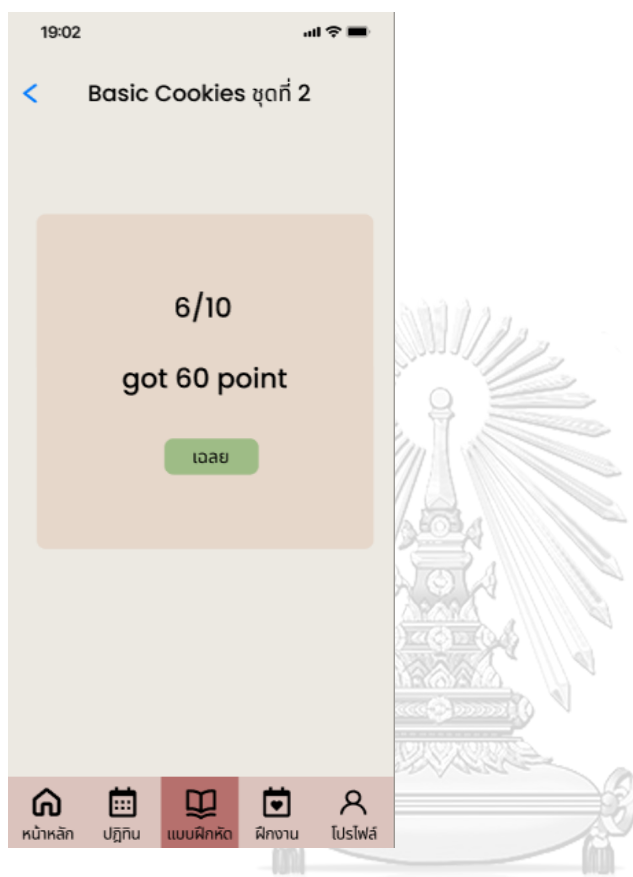 19:02
Basic Cookies ชุดที่ 2
6/10
got 60 point
เฉลย
หน้าหลัก ปฏิทิน แบบฝึกหัด ฝึกงาน โปรไฟล์